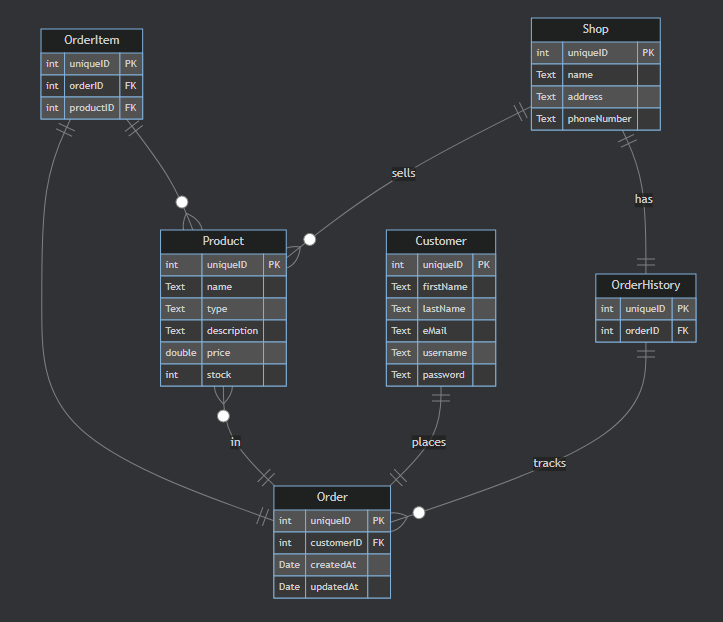 OrderItem
int uniqueID PK
int orderID FK
int productID FK
Shop
int uniqueID PK
Text name
Text address
Text phoneNumber
sells
has
Product
int uniqueID PK
Text name
Text type
Text description
double price
int stock
Customer
int uniqueID PK
Text firstName
Text lastName
Text eMail
Text username
Text password
OrderHistory
int uniqueID PK
int orderID FK
in
places
tracks
Order
int uniqueID PK
int customerID FK
Date createdAt
Date updatedAt